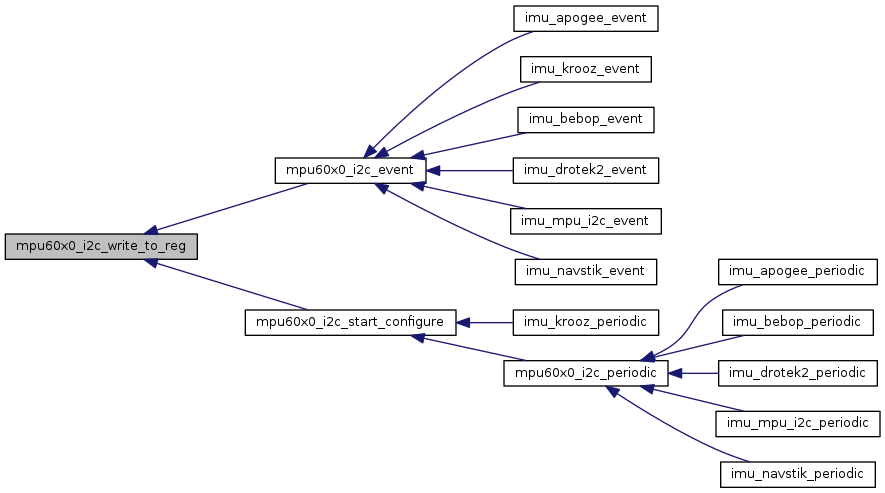 imu_apogee_event
imu_krooz_event
imu_bebop_event
mpu60x0_i2c_event
imu_drotek2_event
imu_mpu_i2c_event
mpu60x0_i2c_write_to_reg
imu_navstik_event
imu_apogee_periodic
mpu60x0_i2c_start_configure
imu_krooz_periodic
imu_bebop_periodic
mpu60x0_i2c_periodic
imu_drotek2_periodic
imu_mpu_i2c_periodic
imu_navstik_periodic